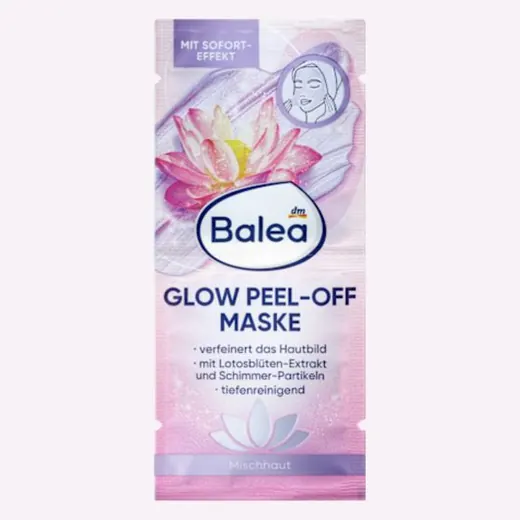 MIT SOFORT-
EFFEKT
dm
Balea
GLOW PEEL-OFF
MASKE
· verfeinert das Hautbild
· mit Lotosblüten-Extrakt
und Schimmer-Partikeln
· tiefenreinigend
Mischhaut